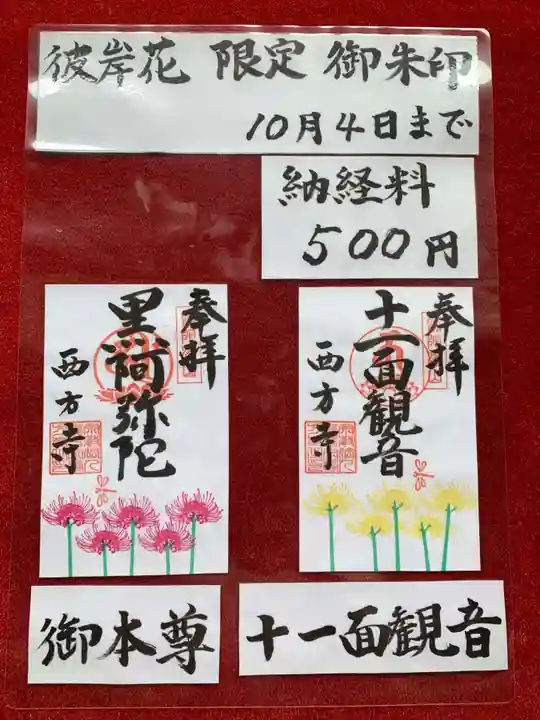 彼岸花 限定 御朱印
10月4日まで
納経料
500円
奉拝
黒阿弥陀
西方寺
奉拝
十一面観音
西方寺
御本尊
十一面観音